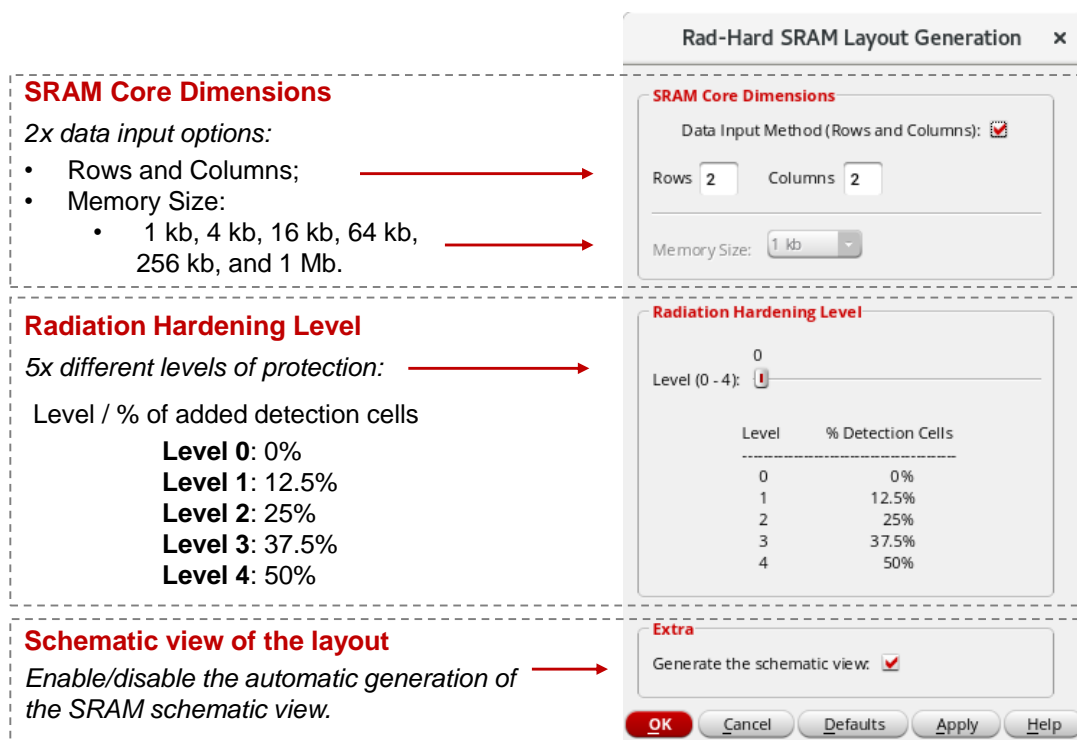 Rad-Hard SRAM Layout Generation ×
SRAM Core Dimensions
2x data input options:
• Rows and Columns;
• Memory Size:
• 1 kb, 4 kb, 16 kb, 64 kb,
256 kb, and 1 Mb.
SRAM Core Dimensions
Data Input Method (Rows and Columns):
Rows 2 Columns 2
Memory Size: 1 kb
Radiation Hardening Level
5x different levels of protection:
Level / % of added detection cells
Level 0: 0%
Level 1: 12.5%
Level 2: 25%
Level 3: 37.5%
Level 4: 50%
Radiation Hardening Level
0
Level (0 - 4):
Level % Detection Cells
0 0%
1 12.5%
2 25%
3 37.5%
4 50%
Schematic view of the layout
Enable/disable the automatic generation of
the SRAM schematic view.
Extra
Generate the schematic view:
OK Cancel Defaults Apply Help